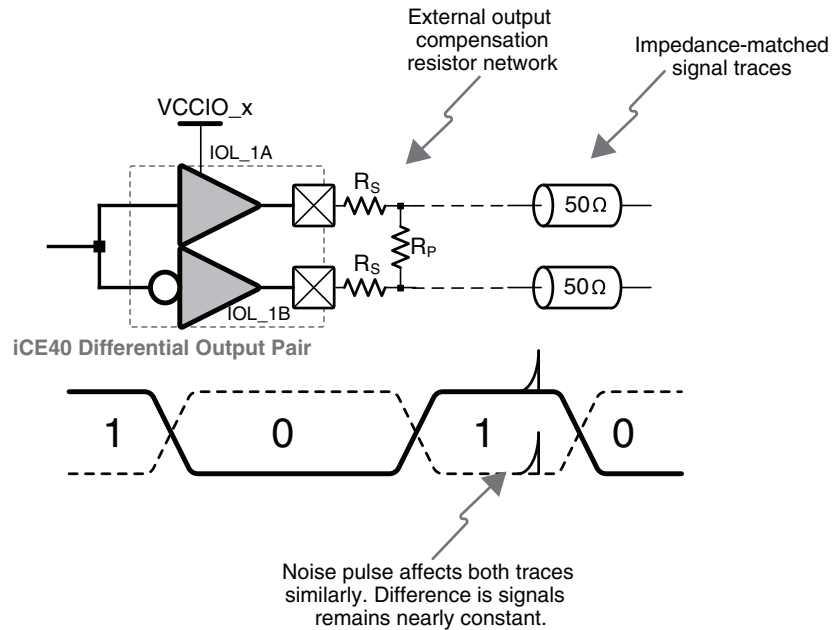 External output
compensation
resistor network
Impedance-matched
signal traces
VCCIO_x
IOL_1A
RS
50Ω
RP
RS
50Ω
IOL_1B
iCE40 Differential Output Pair
1
0
1
0
Noise pulse affects both traces
similarly. Difference is signals
remains nearly constant.